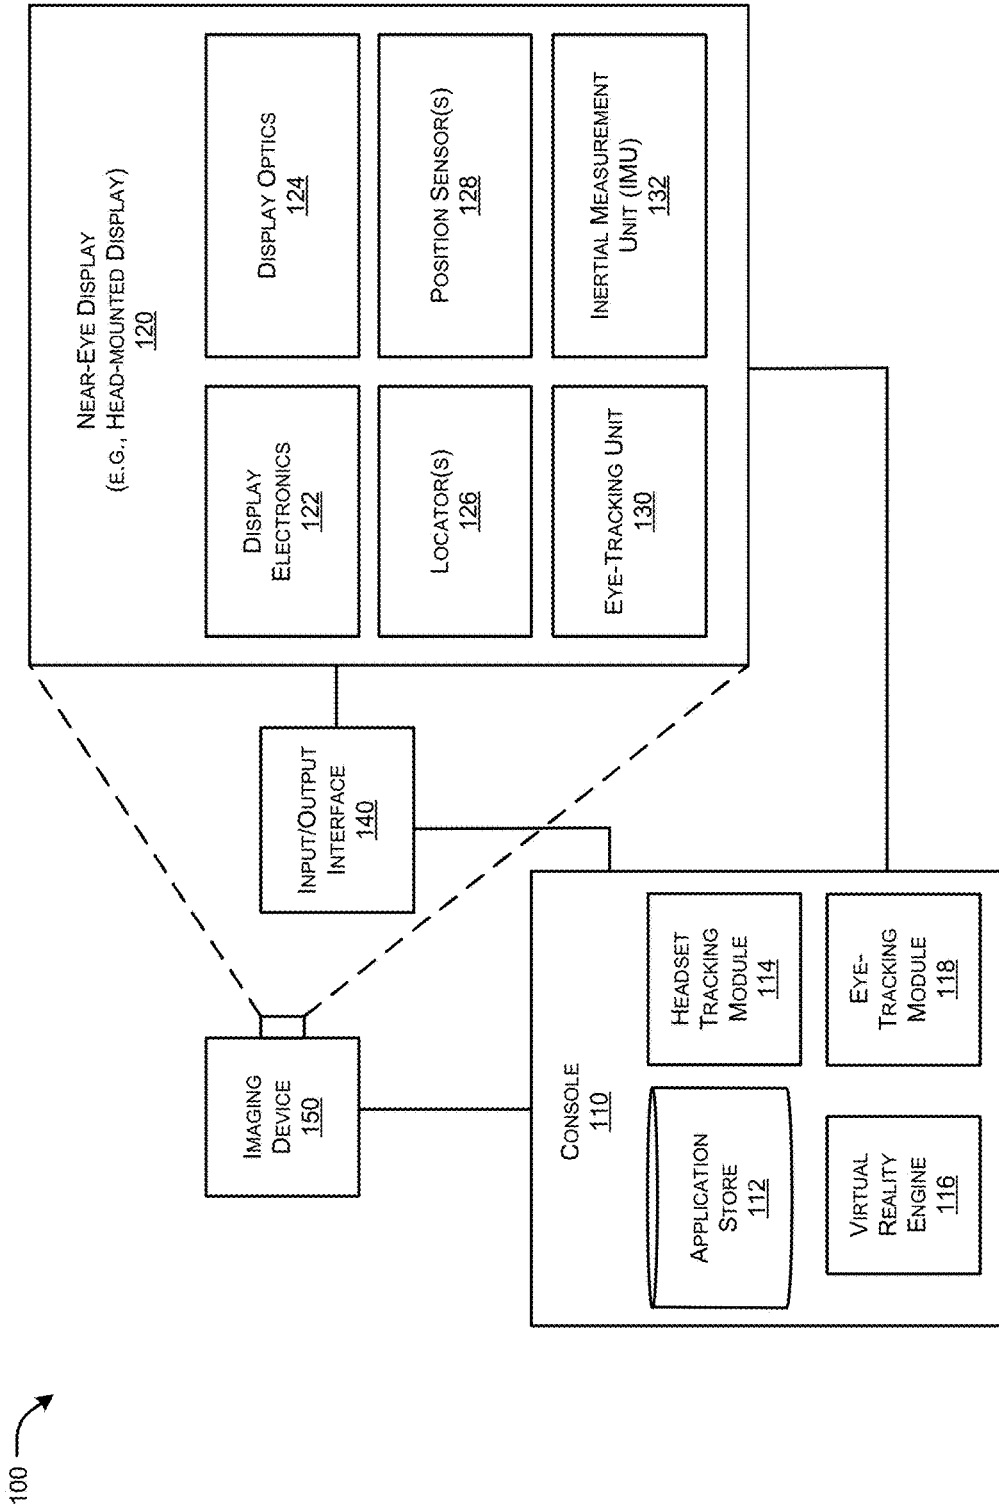 100
NEAR-EYE DISPLAY
(E.G., HEAD-MOUNTED DISPLAY)
120
DISPLAY
ELECTRONICS
122
DISPLAY OPTICS
124
LOCATOR(S)
126
POSITION SENSOR(S)
128
EYE-TRACKING UNIT
130
INERTIAL MEASUREMENT
UNIT (IMU)
132
IMAGING
DEVICE
150
INPUT/OUTPUT
INTERFACE
140
CONSOLE
110
APPLICATION
STORE
112
HEADSET
TRACKING
MODULE
114
VIRTUAL
REALITY
ENGINE
116
EYE-
TRACKING
MODULE
118